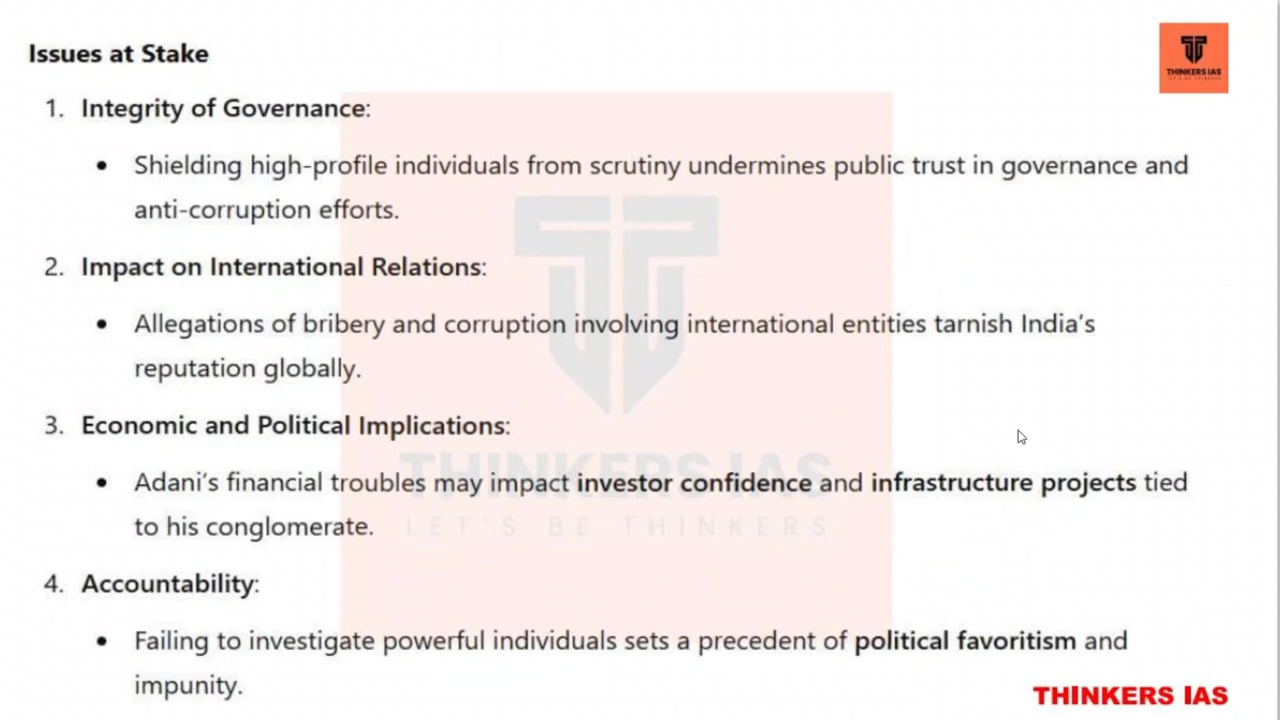 Issues at Stake
THINKERS IAS
1. Integrity of Governance:
• Shielding high-profile individuals from scrutiny undermines public trust in governance and
anti-corruption efforts.
2. Impact on International Relations:
• Allegations of bribery and corruption involving international entities tarnish India's
reputation globally.
3. Economic and Political Implications:
• Adani's financial troubles may impact investor confidence and infrastructure projects tied
to his conglomerate.
THINKERS IAS
LET'S BE THINKERS
4. Accountability:
• Failing to investigate powerful individuals sets a precedent of political favoritism and
impunity.
THINKERS IAS